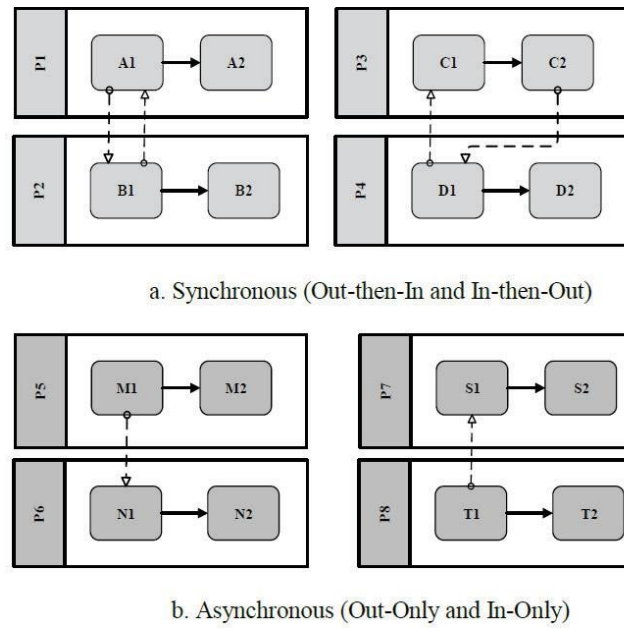 P1
A1
A2
P2
B1
B2
P3
C1
C2
P4
D1
D2
a. Synchronous (Out-then-In and In-then-Out)
P5
M1
M2
P6
N1
N2
P7
S1
S2
P8
T1
T2
b. Asynchronous (Out-Only and In-Only)